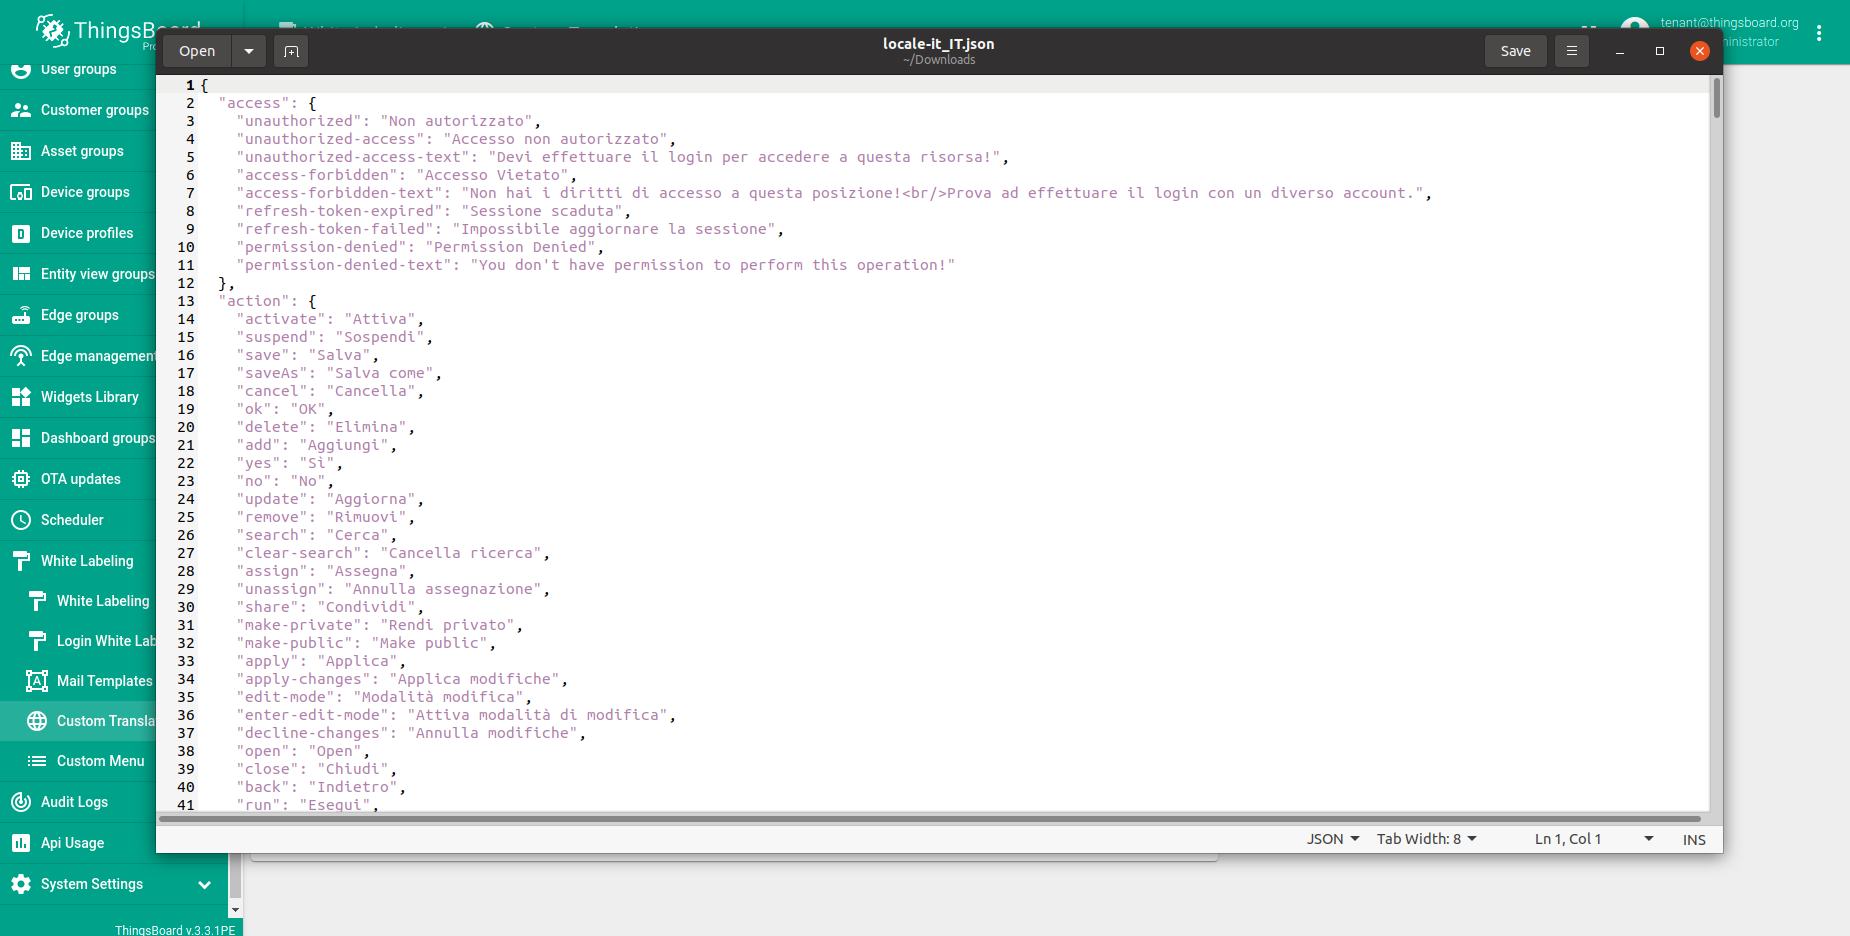 ThingsBoard
tenant@thingsboard.org
Open
locale-it_IT.json
~/Downloads
Save
User groups
Customer groups
Asset groups
Device groups
Device profiles
Entity view groups
Edge groups
Edge management
Widgets Library
Dashboard groups
OTA updates
Scheduler
White Labeling
White Labeling
Login White Lab
Mail Templates
Custom Transla
Custom Menu
Audit Logs
Api Usage
System Settings
ThingsBoard v.3.3.1PE
1 {
2 "access": {
3 "unauthorized": "Non autorizzato",
4 "unauthorized-access": "Accesso non autorizzato",
5 "unauthorized-access-text": "Devi effettuare il login per accedere a questa risorsa!",
6 "access-forbidden": "Accesso Vietato",
7 "access-forbidden-text": "Non hai i diritti di accesso a questa posizione!<br/>Prova ad effettuare il login con un diverso account.",
8 "refresh-token-expired": "Sessione scaduta",
9 "refresh-token-failed": "Impossibile aggiornare la sessione",
10 "permission-denied": "Permission Denied",
11 "permission-denied-text": "You don't have permission to perform this operation!"
12 },
13 "action": {
14 "activate": "Attiva",
15 "suspend": "Sospendi",
16 "save": "Salva",
17 "saveAs": "Salva come",
18 "cancel": "Cancella",
19 "ok": "OK",
20 "delete": "Elimina",
21 "add": "Aggiungi",
22 "yes": "Sì",
23 "no": "No",
24 "update": "Aggiorna",
25 "remove": "Rimuovi",
26 "search": "Cerca",
27 "clear-search": "Cancella ricerca",
28 "assign": "Assegna",
29 "unassign": "Annulla assegnazione",
30 "share": "Condividi",
31 "make-private": "Rendi privato",
32 "make-public": "Make public",
33 "apply": "Applica",
34 "apply-changes": "Applica modifiche",
35 "edit-mode": "Modalità modifica",
36 "enter-edit-mode": "Attiva modalità di modifica",
37 "decline-changes": "Annulla modifiche",
38 "open": "Open",
39 "close": "Chiudi",
40 "back": "Indietro",
41 "run": "Esegui",
JSON
Tab Width: 8
Ln 1, Col 1
INS